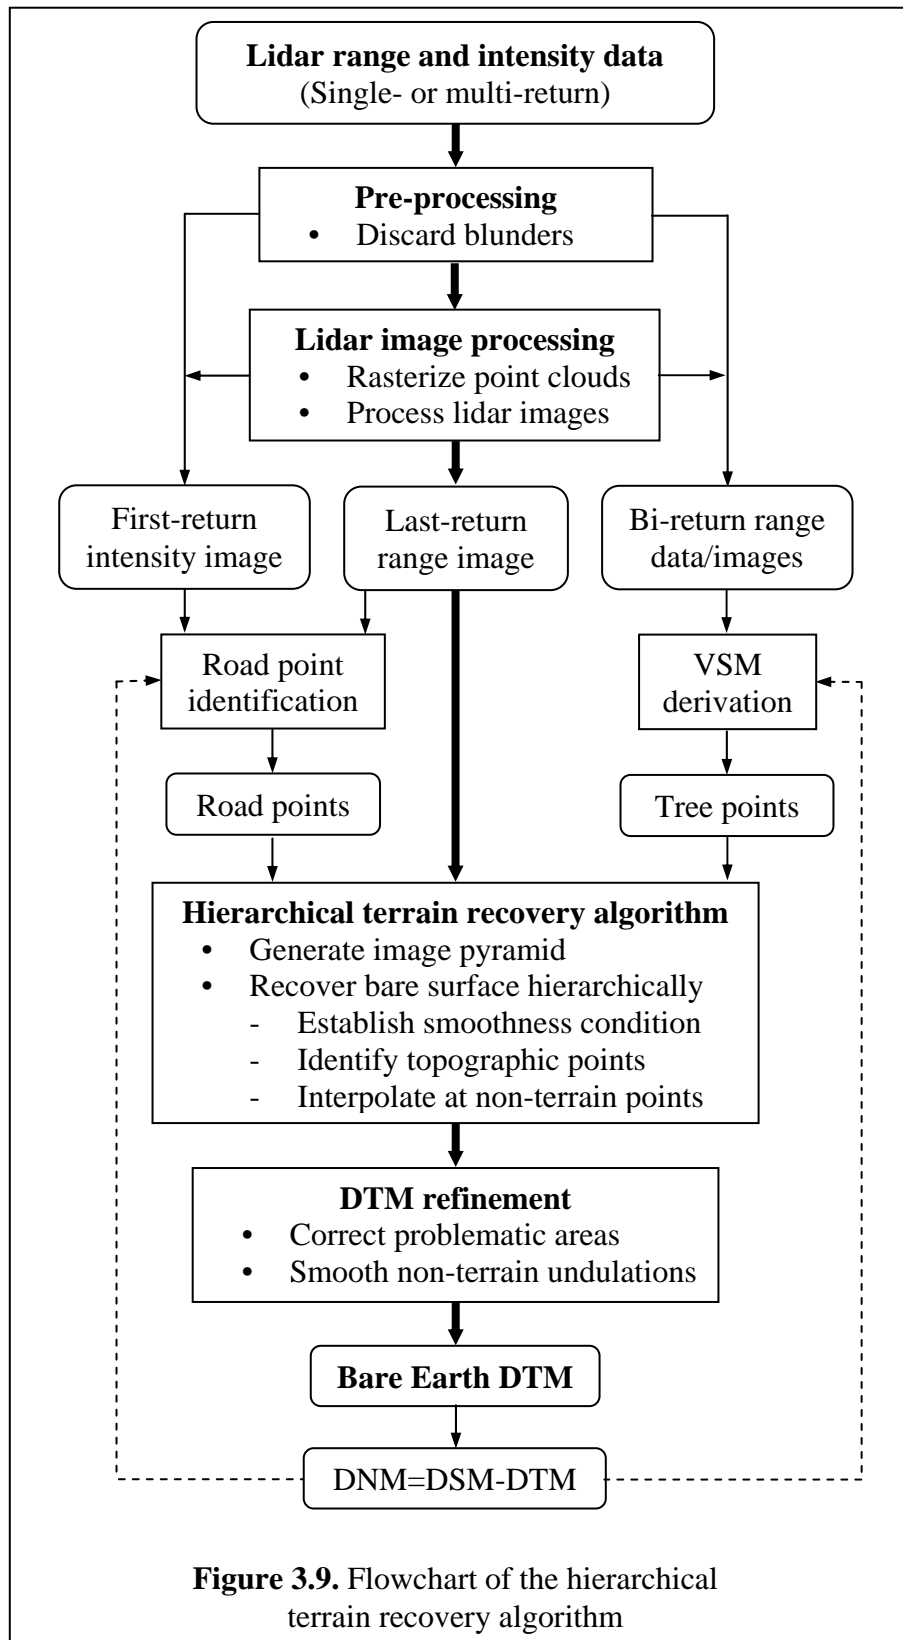 Lidar range and intensity data
(Single- or multi-return)
Pre-processing
• Discard blunders
Lidar image processing
• Rasterize point clouds
• Process lidar images
First-return
intensity image
Last-return
range image
Bi-return range
data/images
Road point
identification
VSM
derivation
Road points
Tree points
Hierarchical terrain recovery algorithm
• Generate image pyramid
• Recover bare surface hierarchically
- Establish smoothness condition
- Identify topographic points
- Interpolate at non-terrain points
DTM refinement
• Correct problematic areas
• Smooth non-terrain undulations
Bare Earth DTM
DNM=DSM-DTM
Figure 3.9. Flowchart of the hierarchical
terrain recovery algorithm